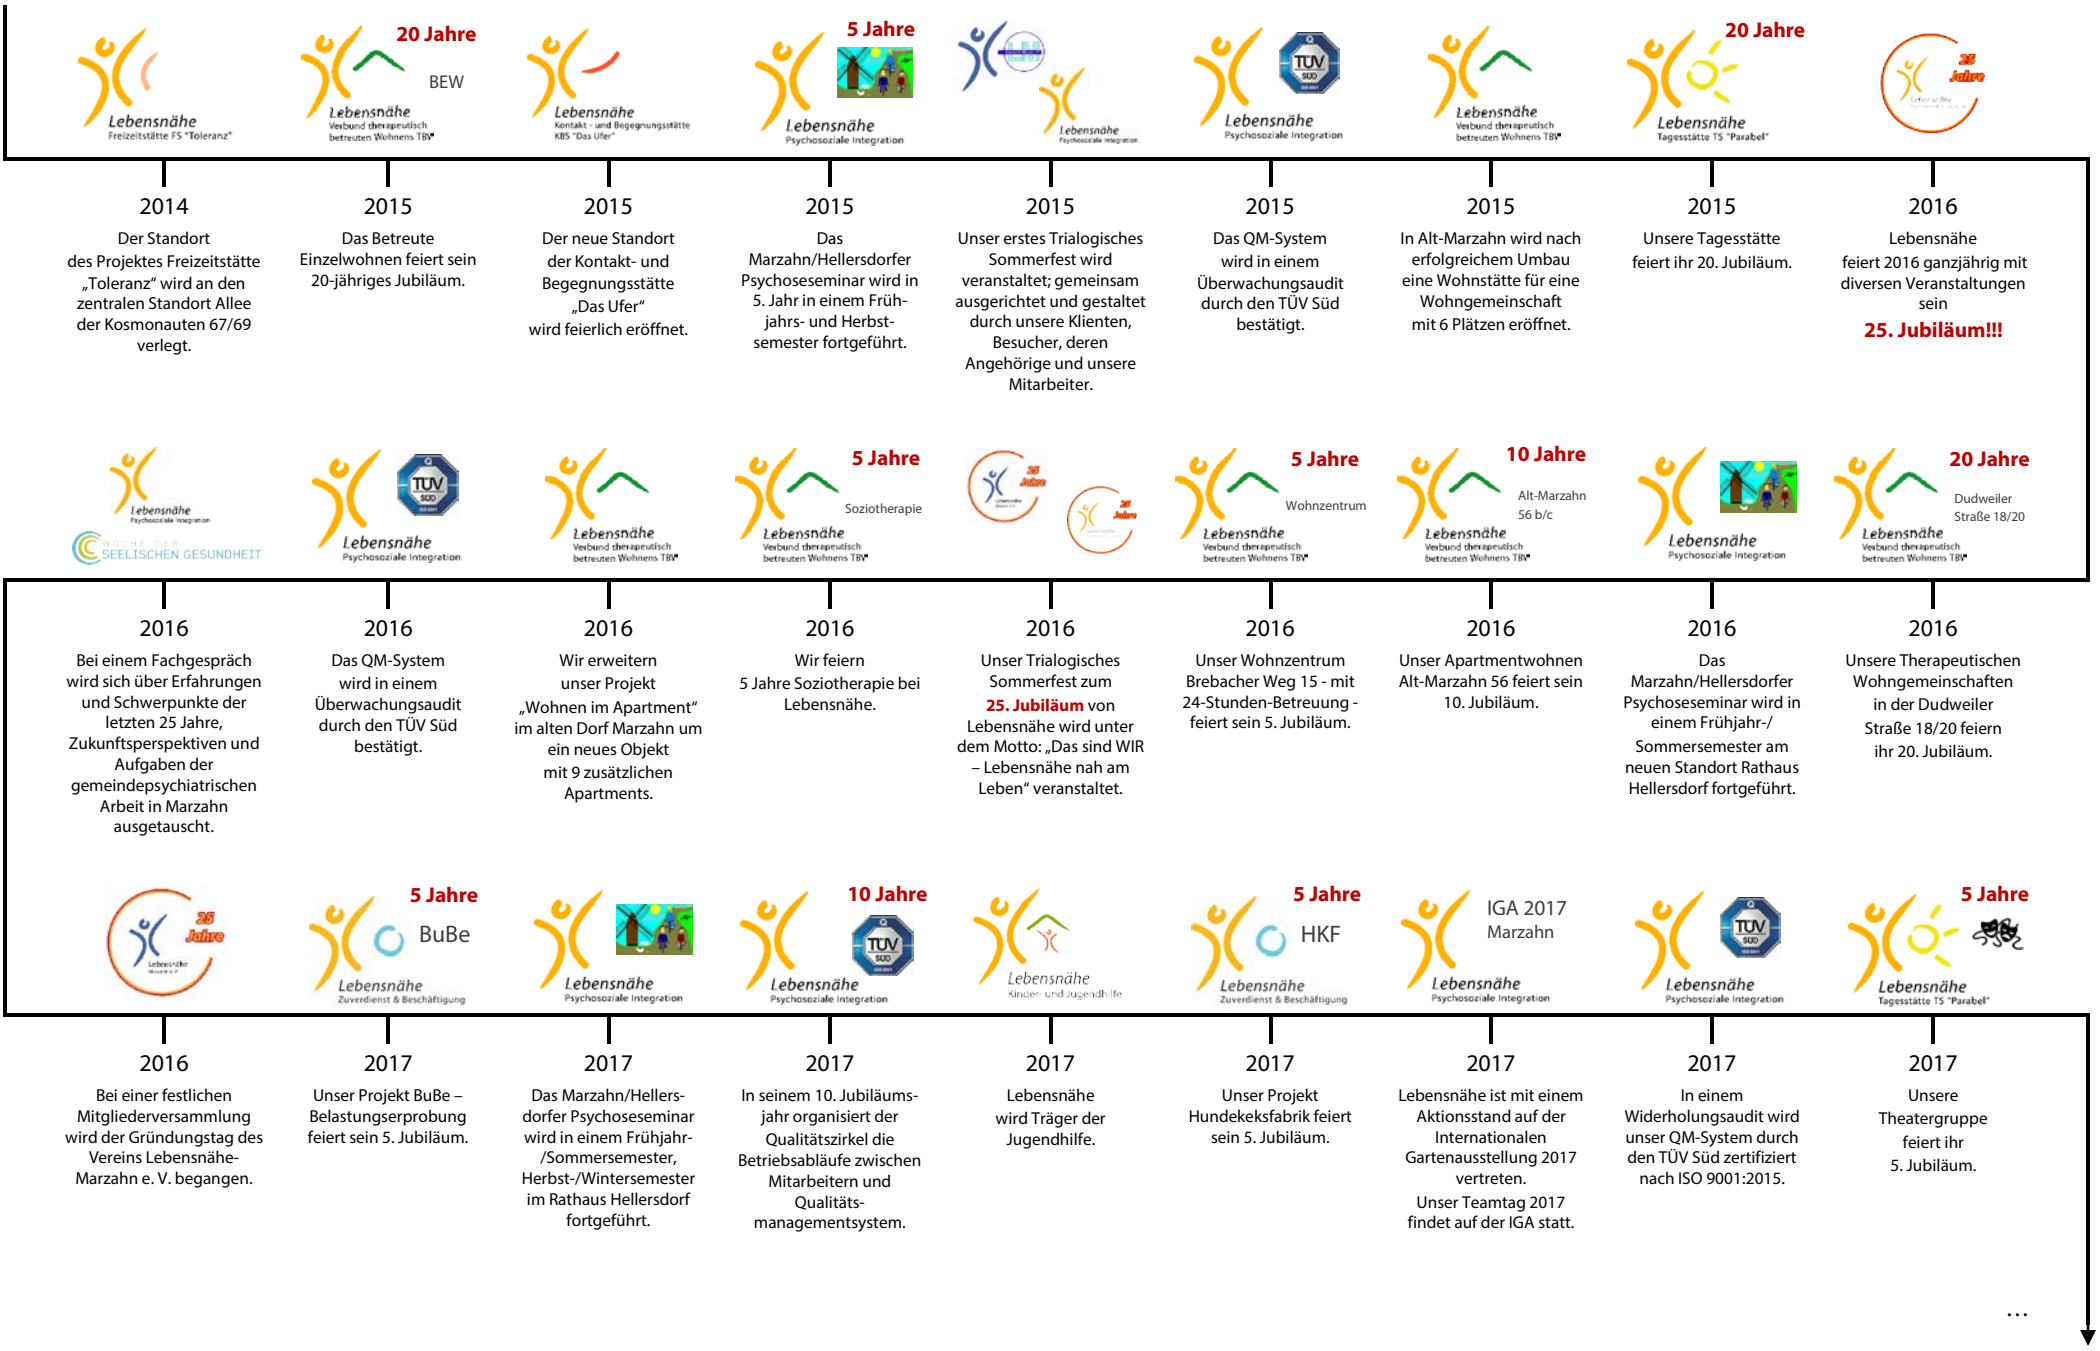 Lebensnähe
Freizeitstätte FS "Toleranz"
20 Jahre
BEW
Lebensnähe
Verbund therapeutisch
betreuten Wohnens TBV
Lebensnähe
Kontakt - und Begegnungsstätte
KBS "Das Ufer"
5 Jahre
Lebensnähe
Psychosoziale Integration
Lebensnähe
Psychosoziale Integration
TÜV
SÜD
Lebensnähe
Psychosoziale Integration
Lebensnähe
Verbund therapeutisch
betreuten Wohnens TBV
20 Jahre
Lebensnähe
Tagesstätte TS "Parabel"
25
Jahre
Lebensnähe
2014
Der Standort
des Projektes Freizeitstätte
„Toleranz“ wird an den
zentralen Standort Allee
der Kosmonauten 67/69
verlegt.
2015
Das Betreute
Einzelwohnen feiert sein
20-jähriges Jubiläum.
2015
Der neue Standort
der Kontakt- und
Begegnungsstätte
„Das Ufer“
wird feierlich eröffnet.
2015
Das
Marzahn/Hellersdorfer
Psychoseseminar wird in
5. Jahr in einem Früh-
jahrs- und Herbst-
semester fortgeführt.
2015
Unser erstes Trialogisches
Sommerfest wird
veranstaltet; gemeinsam
ausgerichtet und gestaltet
durch unsere Klienten,
Besucher, deren
Angehörige und unsere
Mitarbeiter.
2015
Das QM-System
wird in einem
Überwachungsaudit
durch den TÜV Süd
bestätigt.
2015
In Alt-Marzahn wird nach
erfolgreichem Umbau
eine Wohnstätte für eine
Wohngemeinschaft
mit 6 Plätzen eröffnet.
2015
Unsere Tagesstätte
feiert ihr 20. Jubiläum.
2016
Lebensnähe
feiert 2016 ganzjährig mit
diversen Veranstaltungen
sein
25. Jubiläum!!!
Lebensnähe
Psychosoziale Integration
WOCHE DER
SEELISCHEN GESUNDHEIT
TÜV
SÜD
Lebensnähe
Psychosoziale Integration
Lebensnähe
Verbund therapeutisch
betreuten Wohnens TBV
5 Jahre
Soziotherapie
Lebensnähe
Verbund therapeutisch
betreuten Wohnens TBV
25
Jahre
25
Jahre
5 Jahre
Wohnzentrum
Lebensnähe
Verbund therapeutisch
betreuten Wohnens TBV
10 Jahre
Alt-Marzahn
56 b/c
Lebensnähe
Verbund therapeutisch
betreuten Wohnens TBV
Lebensnähe
Psychosoziale Integration
20 Jahre
Dudweiler
Straße 18/20
Lebensnähe
Verbund therapeutisch
betreuten Wohnens TBV
2016
Bei einem Fachgespräch
wird sich über Erfahrungen
und Schwerpunkte der
letzten 25 Jahre,
Zukunftsperspektiven und
Aufgaben der
gemeindepsychiatrischen
Arbeit in Marzahn
ausgetauscht.
2016
Das QM-System
wird in einem
Überwachungsaudit
durch den TÜV Süd
bestätigt.
2016
Wir erweitern
unser Projekt
„Wohnen im Apartment“
im alten Dorf Marzahn um
ein neues Objekt
mit 9 zusätzlichen
Apartments.
2016
Wir feiern
5 Jahre Soziotherapie bei
Lebensnähe.
2016
Unser Trialogisches
Sommerfest zum
25. Jubiläum von
Lebensnähe wird unter
dem Motto: „Das sind WIR
– Lebensnähe nah am
Leben“ veranstaltet.
2016
Unser Wohnzentrum
Brebacher Weg 15 - mit
24-Stunden-Betreuung -
feiert sein 5. Jubiläum.
2016
Unser Apartmentwohnen
Alt-Marzahn 56 feiert sein
10. Jubiläum.
2016
Das
Marzahn/Hellersdorfer
Psychoseseminar wird in
einem Frühjahr-/
Sommersemester am
neuen Standort Rathaus
Hellersdorf fortgeführt.
2016
Unsere Therapeutischen
Wohngemeinschaften
in der Dudweiler
Straße 18/20 feiern
ihr 20. Jubiläum.
25
Jahre
Lebensnähe
5 Jahre
BuBe
Lebensnähe
Zuverdienst & Beschäftigung
Lebensnähe
Psychosoziale Integration
10 Jahre
TÜV
SÜD
Lebensnähe
Psychosoziale Integration
Lebensnähe
Kinder- und Jugendhilfe
5 Jahre
HKF
Lebensnähe
Zuverdienst & Beschäftigung
IGA 2017
Marzahn
Lebensnähe
Psychosoziale Integration
TÜV
SÜD
Lebensnähe
Psychosoziale Integration
5 Jahre
Lebensnähe
Tagesstätte TS "Parabel"
2016
Bei einer festlichen
Mitgliederversammlung
wird der Gründungstag des
Vereins Lebensnähe-
Marzahn e. V. begangen.
2017
Unser Projekt BuBe –
Belastungserprobung
feiert sein 5. Jubiläum.
2017
Das Marzahn/Hellers-
dorfer Psychoseseminar
wird in einem Frühjahr-
/Sommersemester,
Herbst-/Wintersemester
im Rathaus Hellersdorf
fortgeführt.
2017
In seinem 10. Jubiläums-
jahr organisiert der
Qualitätszirkel die
Betriebsabläufe zwischen
Mitarbeitern und
Qualitäts-
managementsystem.
2017
Lebensnähe
wird Träger der
Jugendhilfe.
2017
Unser Projekt
Hundekeksfabrik feiert
sein 5. Jubiläum.
2017
Lebensnähe ist mit einem
Aktionsstand auf der
Internationalen
Gartenausstellung 2017
vertreten.
Unser Teamtag 2017
findet auf der IGA statt.
2017
In einem
Widerholungsaudit wird
unser QM-System durch
den TÜV Süd zertifiziert
nach ISO 9001:2015.
2017
Unsere
Theatergruppe
feiert ihr
5. Jubiläum.
…